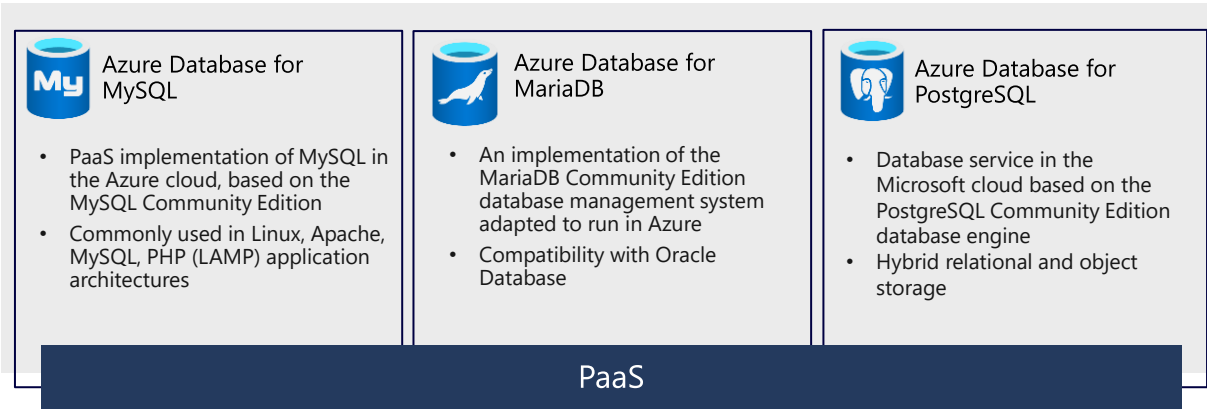 Azure Database for
MySQL
• PaaS implementation of MySQL in
the Azure cloud, based on the
MySQL Community Edition
• Commonly used in Linux, Apache,
MySQL, PHP (LAMP) application
architectures
My
Azure Database for
MariaDB
• An implementation of the
MariaDB Community Edition
database management system
adapted to run in Azure
• Compatibility with Oracle
Database
Azure Database for
PostgreSQL
• Database service in the
Microsoft cloud based on the
PostgreSQL Community Edition
database engine
• Hybrid relational and object
storage
PaaS